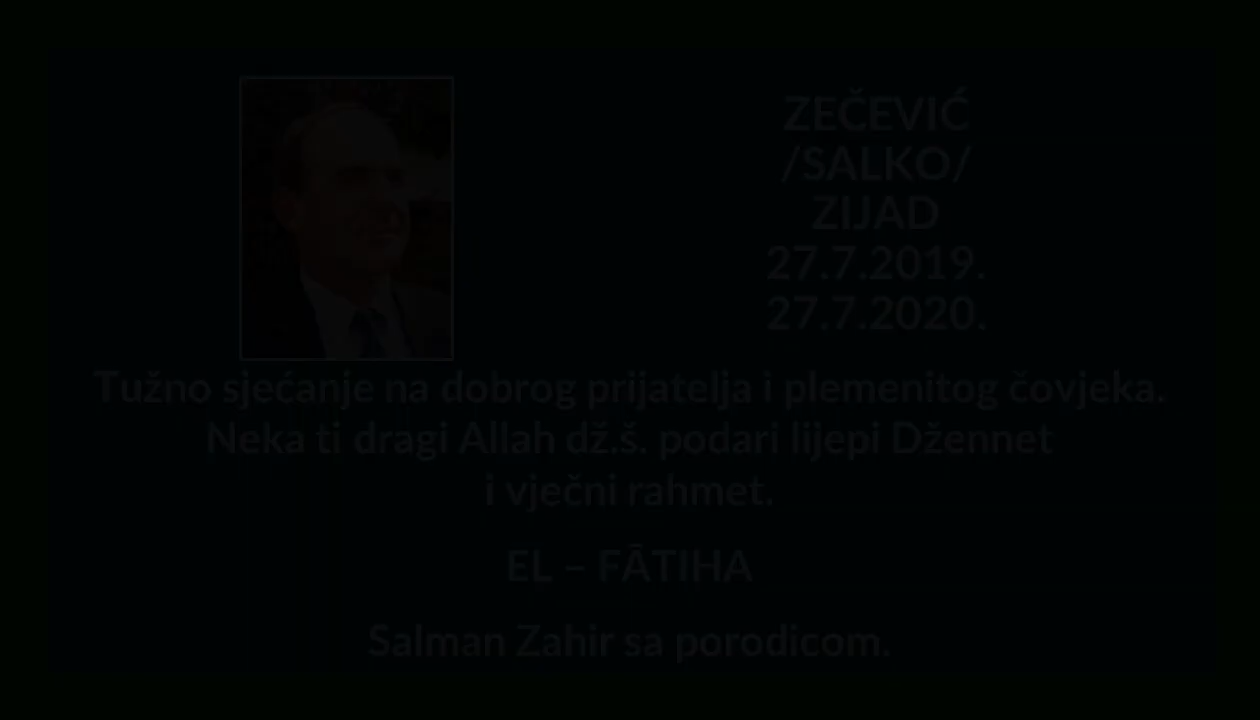 ZEČEVIĆ
/SALKO/
ZIJAD
27.7.2019.
27.7.2020.
Tužno sjećanje na dobrog prijatelja i plemenitog čovjeka.
Neka ti dragi Allah dž.š. podari lijepi Džennet
i vječni rahmet.
EL – FĀTIHA
Salman Zahir sa porodicom.